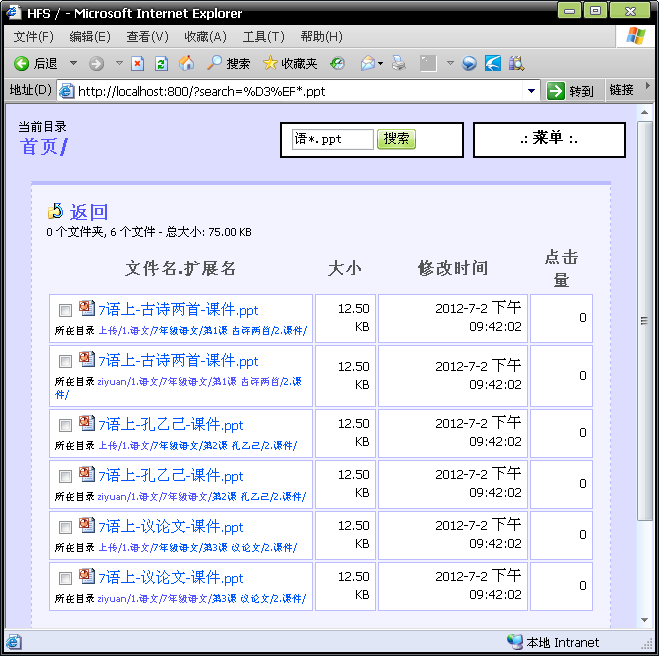 HFS / - Microsoft Internet Explorer
文件(F) 编辑(E) 查看(V) 收藏(A) 工具(T) 帮助(H)
后退 搜索 收藏夹
地址(D) http://localhost:800/?search=%D3%EF*.ppt 转到 链接
当前目录
首页/
语*.ppt 搜索 .: 菜单 :.
返回
0 个文件夹, 6 个文件 - 总大小: 75.00 KB
文件名.扩展名 大小 修改时间 点击
量
7语上-古诗两首-课件.ppt 12.50 2012-7-2 下午 0
所在目录 上传/1.语文/7年级语文/第1课 古诗两首/2.课件/ KB 09:42:02
7语上-古诗两首-课件.ppt 12.50 2012-7-2 下午 0
所在目录 ziyuan/1.语文/7年级语文/第1课 古诗两首/2.课 KB 09:42:02
件/
7语上-孔乙己-课件.ppt 12.50 2012-7-2 下午 0
所在目录 上传/1.语文/7年级语文/第2课 孔乙己/2.课件/ KB 09:42:02
7语上-孔乙己-课件.ppt 12.50 2012-7-2 下午 0
所在目录 ziyuan/1.语文/7年级语文/第2课 孔乙己/2.课件/ KB 09:42:02
7语上-议论文-课件.ppt 12.50 2012-7-2 下午 0
所在目录 上传/1.语文/7年级语文/第3课 议论文/2.课件/ KB 09:42:02
7语上-议论文-课件.ppt 12.50 2012-7-2 下午 0
所在目录 ziyuan/1.语文/7年级语文/第3课 议论文/2.课件/ KB 09:42:02
本地 Intranet